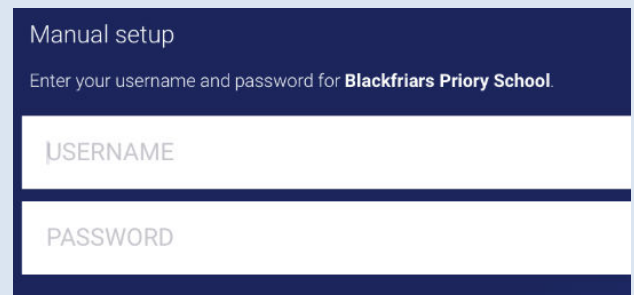 Manual setup
Enter your username and password for Blackfriars Priory School.
USERNAME
PASSWORD